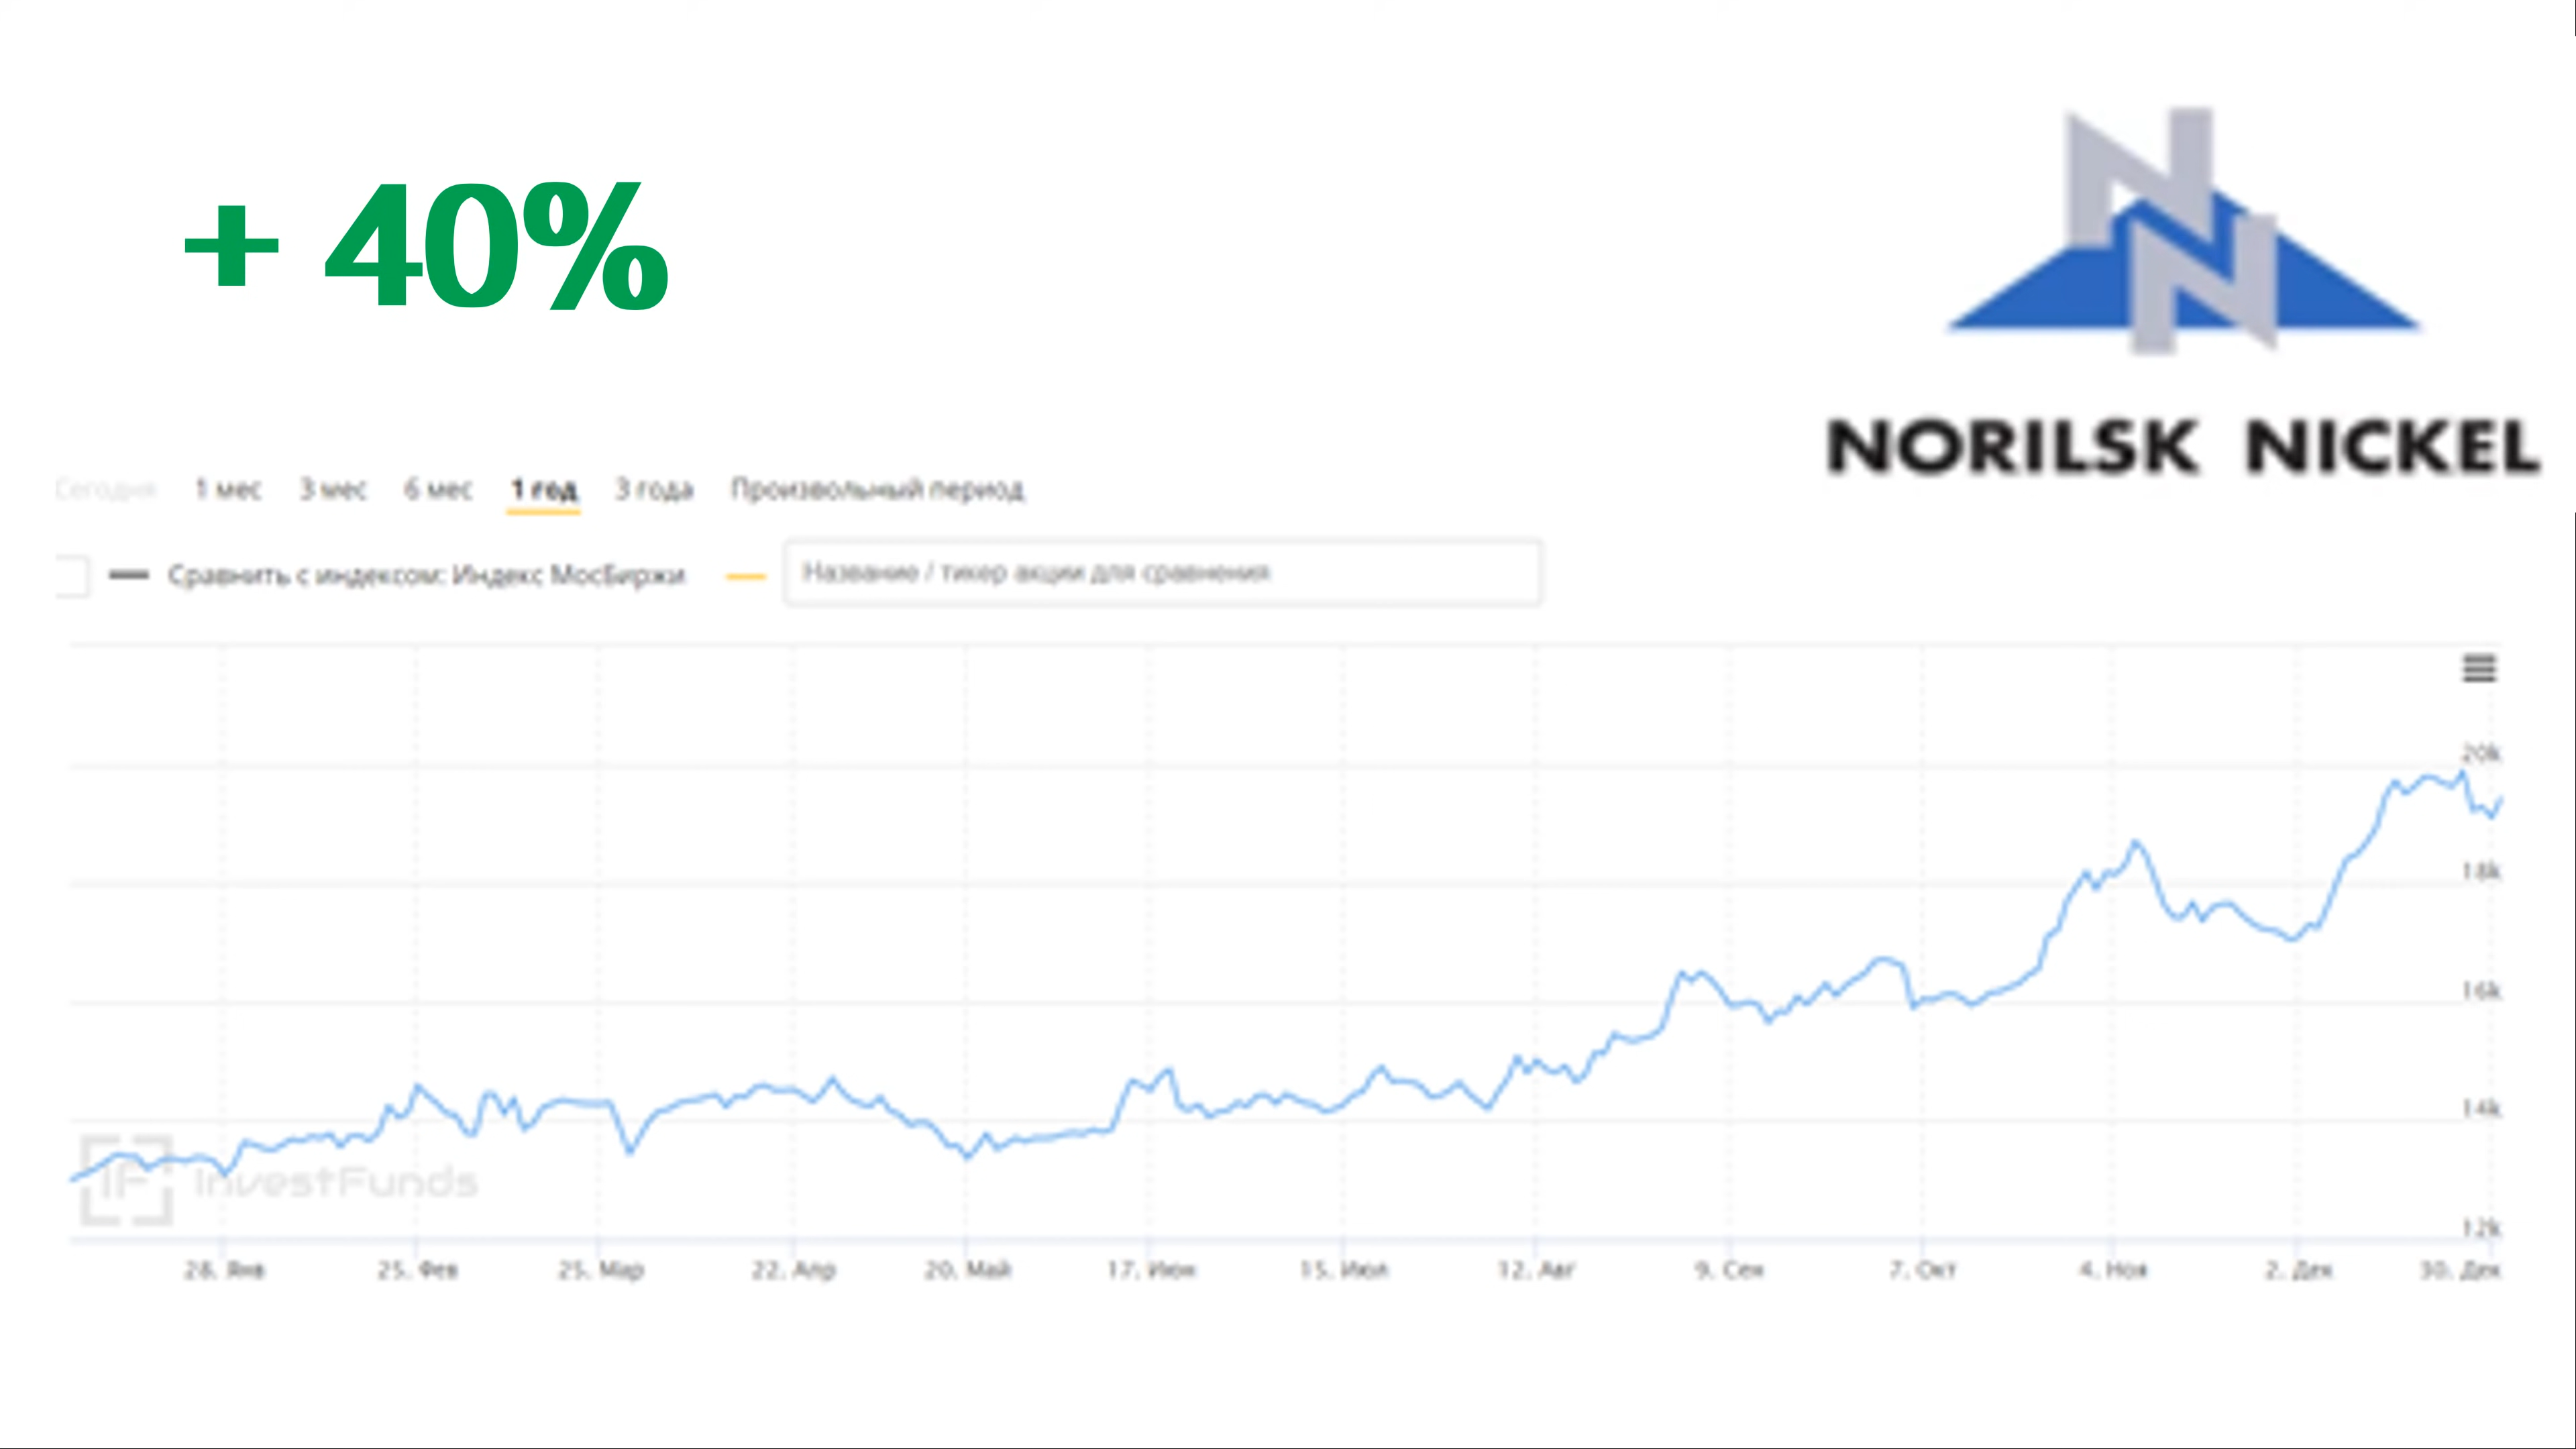 + 40%
NORILSK NICKEL
Сегодня 1 мес 3 мес 6 мес 1 год 3 года Произвольный период
Сравнить с индексом: Индекс МосБиржи Название / тикер акции для сравнения
20k
18k
16k
14k
12k
IF InvestFunds
28. Янв 25. Фев 25. Мар 22. Апр 20. Май 17. Июн 15. Июл 12. Авг 9. Сен 7. Окт 4. Ноя 2. Дек 30. Дек